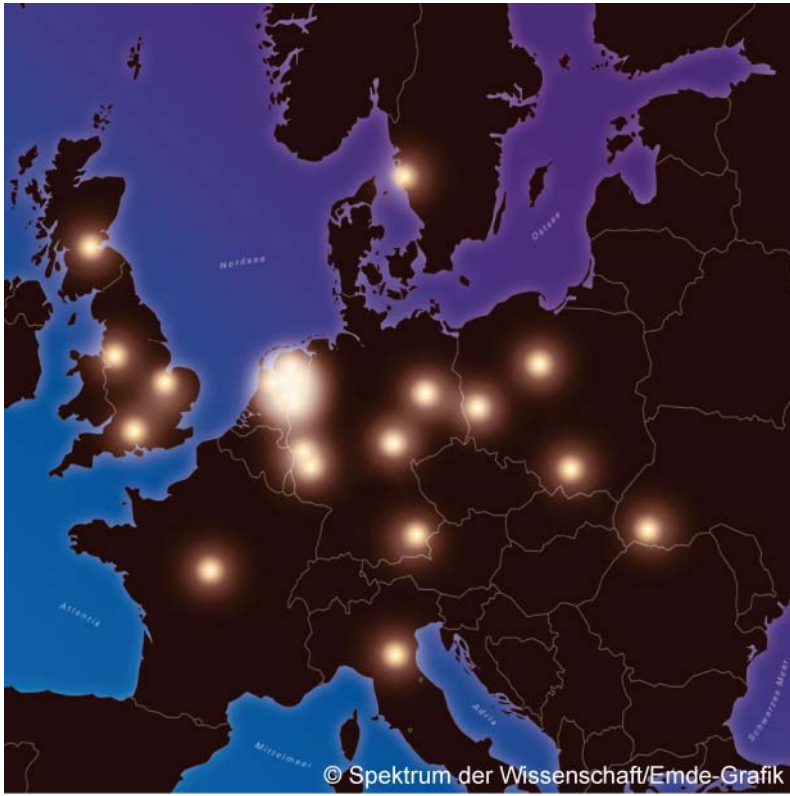 Nordsee
Ostsee
Atlantik
Schwarzes Meer
Adria
Mittelmeer
© Spektrum der Wissenschaft/Emde-Grafik